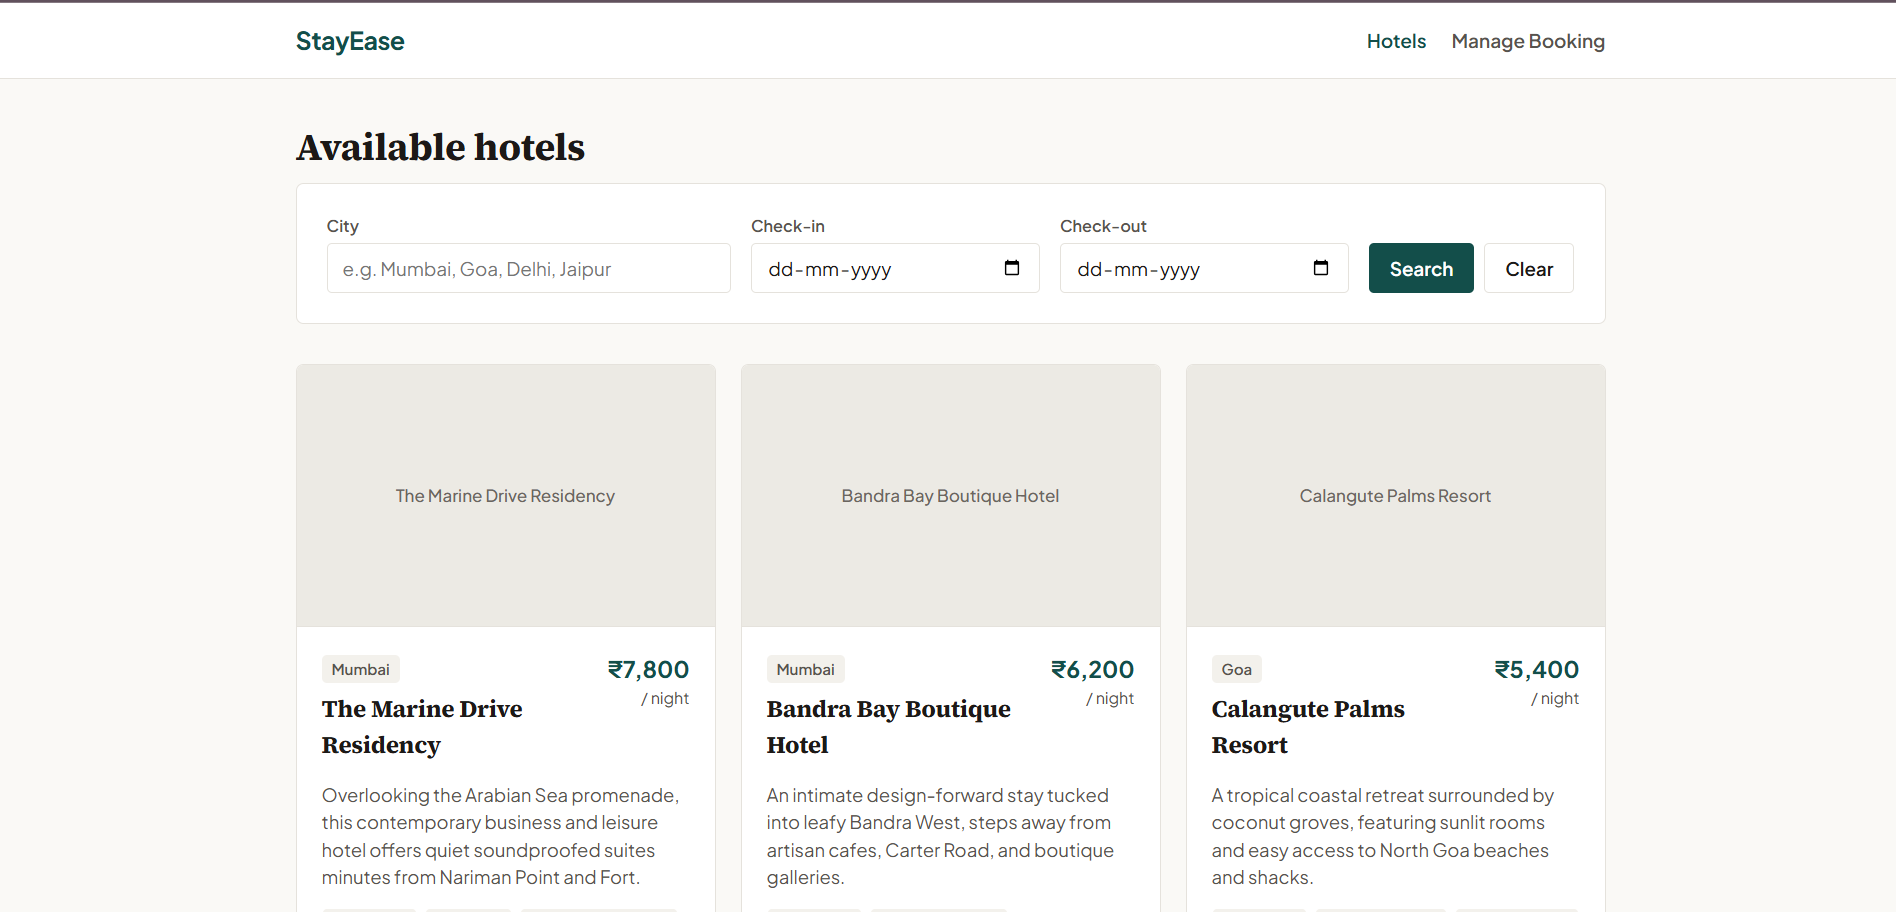 StayEase
Hotels
Manage Booking
Available hotels
City
Check-in
Check-out
e.g. Mumbai, Goa, Delhi, Jaipur
dd-mm-yyyy
dd-mm-yyyy
Search
Clear
The Marine Drive Residency
Bandra Bay Boutique Hotel
Calangute Palms Resort
Mumbai
₹7,800
/ night
The Marine Drive
Residency
Overlooking the Arabian Sea promenade,
this contemporary business and leisure
hotel offers quiet soundproofed suites
minutes from Nariman Point and Fort.
Mumbai
₹6,200
/ night
Bandra Bay Boutique
Hotel
An intimate design-forward stay tucked
into leafy Bandra West, steps away from
artisan cafes, Carter Road, and boutique
galleries.
Goa
₹5,400
/ night
Calangute Palms
Resort
A tropical coastal retreat surrounded by
coconut groves, featuring sunlit rooms
and easy access to North Goa beaches
and shacks.